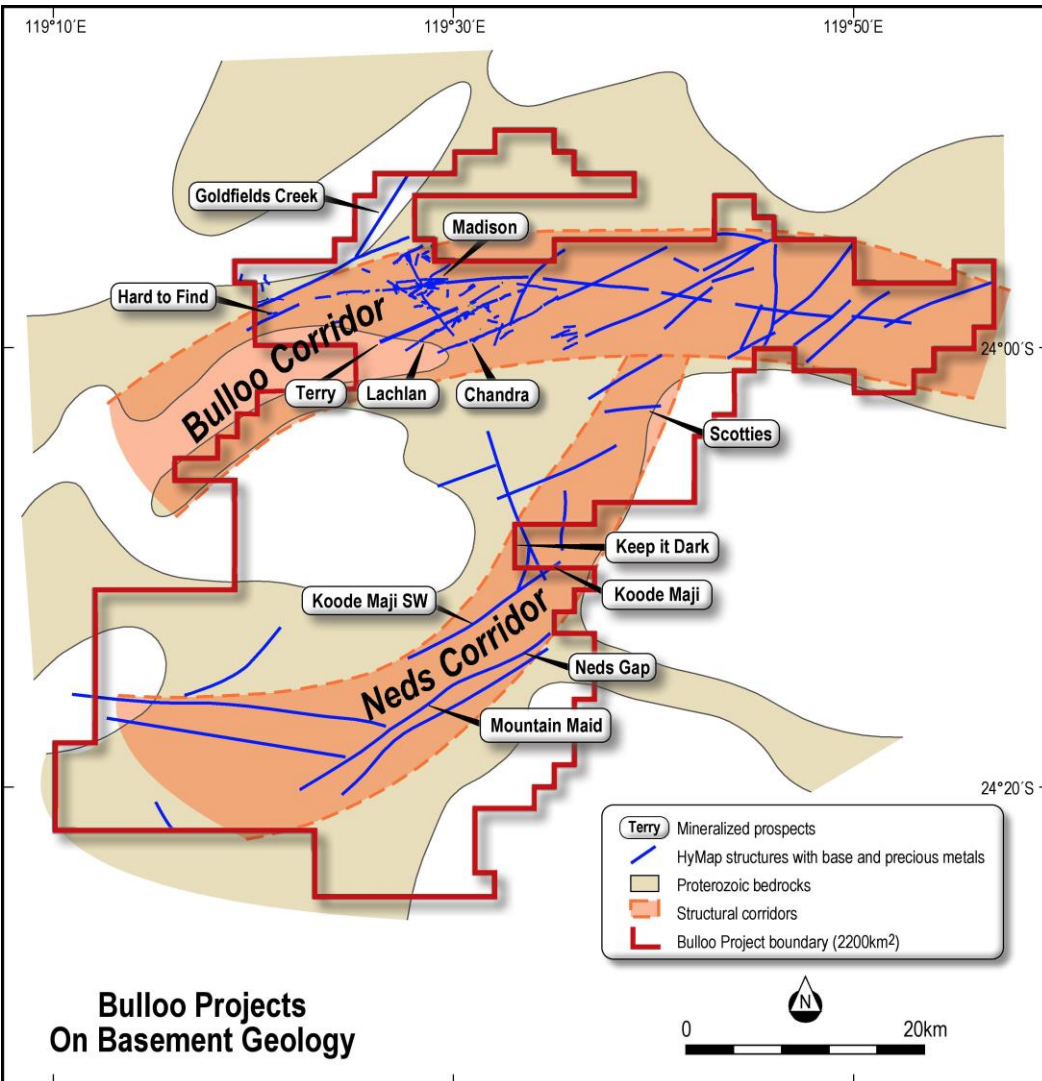 119°10´E
119°30´E
119°50´E
Goldfields Creek
Madison
Hard to Find
Bulloo Corridor
24°00´S
Terry
Lachlan
Chandra
Scotties
Keep it Dark
Koode Maji
Koode Maji SW
Neds Corridor
Neds Gap
Mountain Maid
24°20´S
Terry Mineralized prospects
HyMap structures with base and precious metals
Proterozoic bedrocks
Structural corridors
Bulloo Project boundary (2200km²)
Bulloo Projects
On Basement Geology
N
0 20km